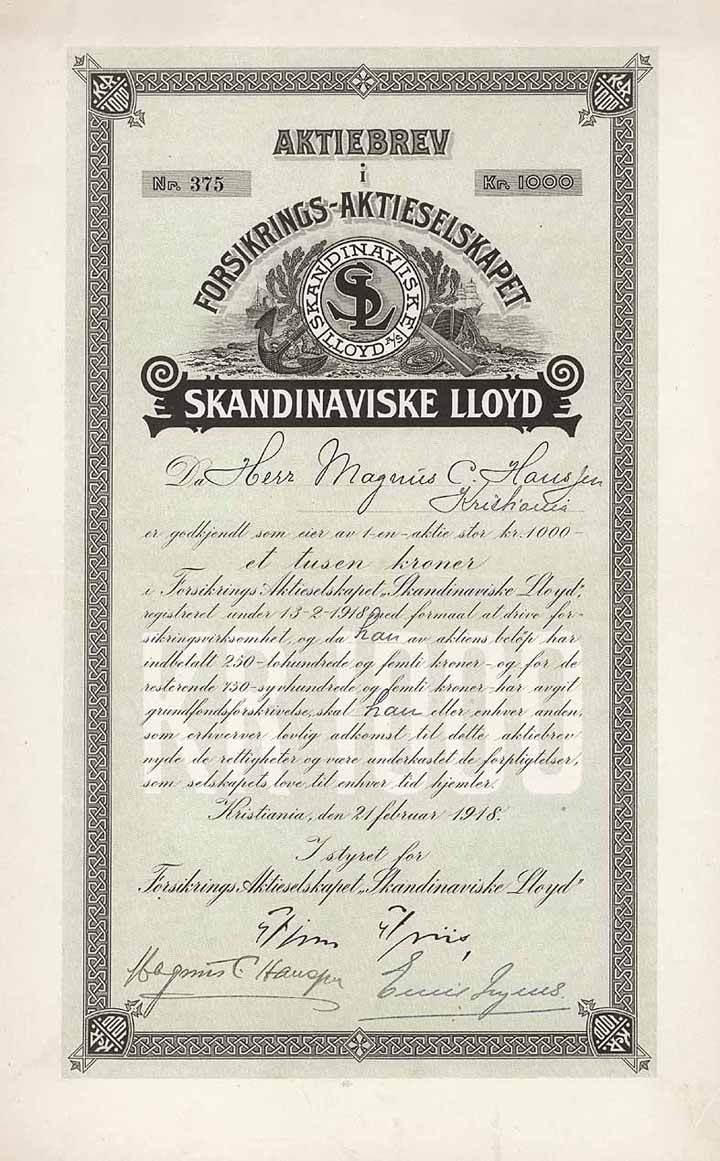 AKTIEBREV
i
Nr. 375
Kr. 1000
FORSIKRINGS-AKTIESELSKAPET
SKANDINAVISKE LLOYD A/S
SL
SKANDINAVISKE LLOYD
Da Herr Magnus C. Hanssen
Kristiania
er godkjendt som eier av 1-en-aktie stor kr. 1000-
et tusen kroner
i Forsikrings Aktieselskapet „Skandinaviske Lloyd",
registreret under 13-2-1918 med formaal at drive for-
sikringsvirksomhet, og da han av aktiens beløp har
indbetalt 250-tohundrede og femti kroner-og for de
resterende 750-syvhundrede og femti kroner-har avgit
grundfondsforskrivelse, skal han eller enhver anden,
som erhverver lovlig adkomst til dette aktiebrev
nyde de rettigheter og være underkastet de forpligtelser,
som selskapets love til enhver tid hjemler.
Kristiania, den 21 februar 1918.
I styret for
Forsikrings Aktieselskapet „Skandinaviske Lloyd"
Magnus C. Hanssen
Kr. 1000